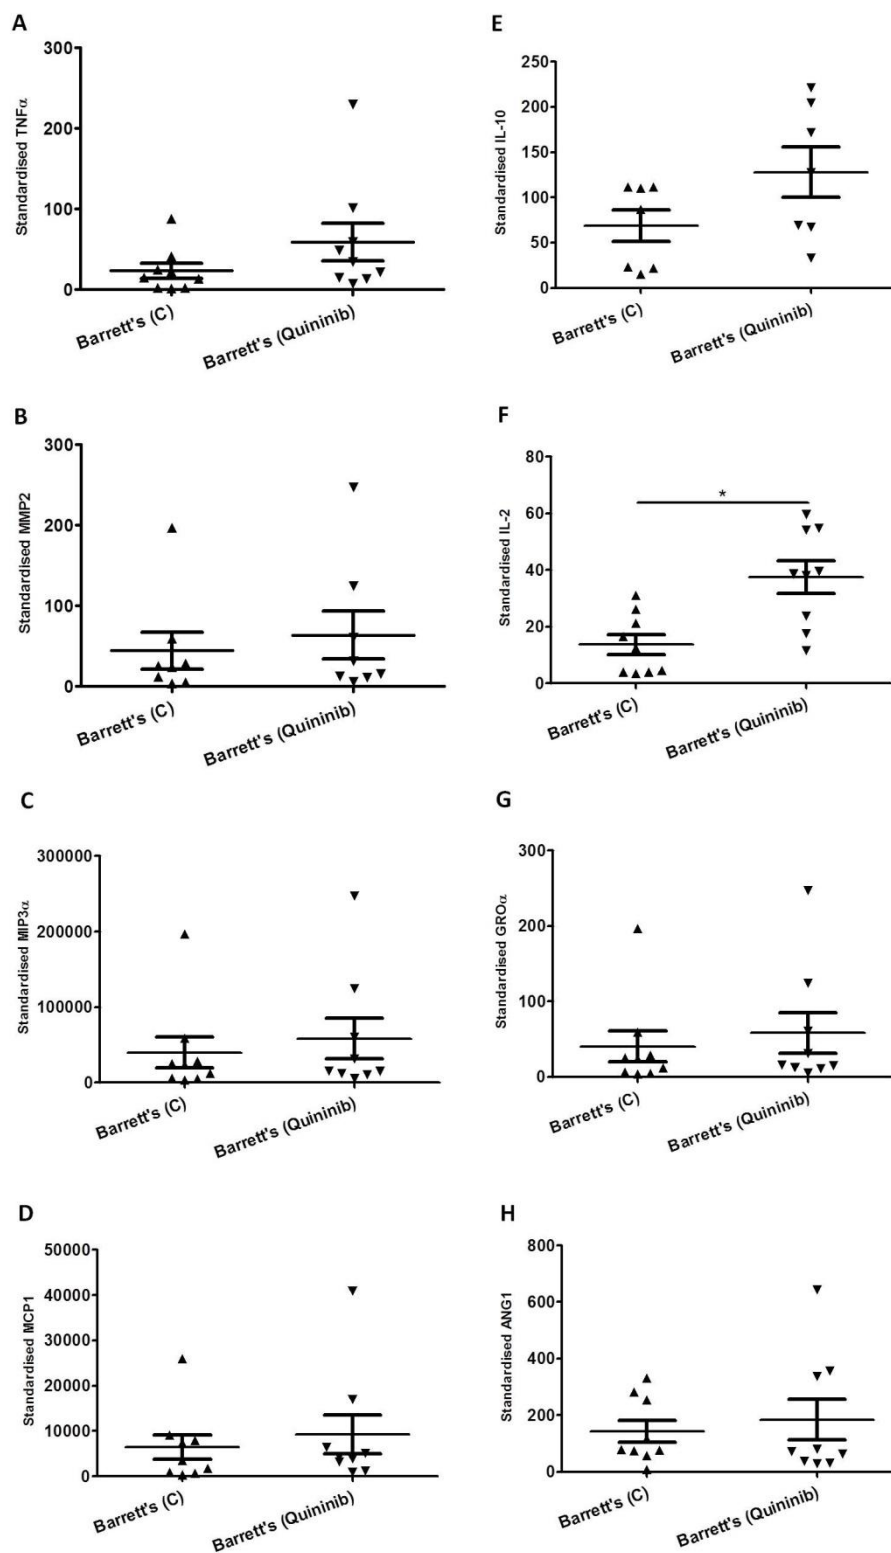 A
Standardised TNFα
300
200
100
0
Barrett's (C)
Barrett's (Quininib)
B
Standardised MMP2
300
200
100
0
Barrett's (C)
Barrett's (Quininib)
C
Standardised MIP3α
300000
200000
100000
0
Barrett's (C)
Barrett's (Quininib)
D
Standardised MCP1
50000
40000
30000
20000
10000
0
Barrett's (C)
Barrett's (Quininib)
E
Standardised IL-10
250
200
150
100
50
0
Barrett's (C)
Barrett's (Quininib)
F
Standardised IL-2
80
60
40
20
0
*
Barrett's (C)
Barrett's (Quininib)
G
Standardised GROα
300
200
100
0
Barrett's (C)
Barrett's (Quininib)
H
Standardised ANG1
800
600
400
200
0
Barrett's (C)
Barrett's (Quininib)